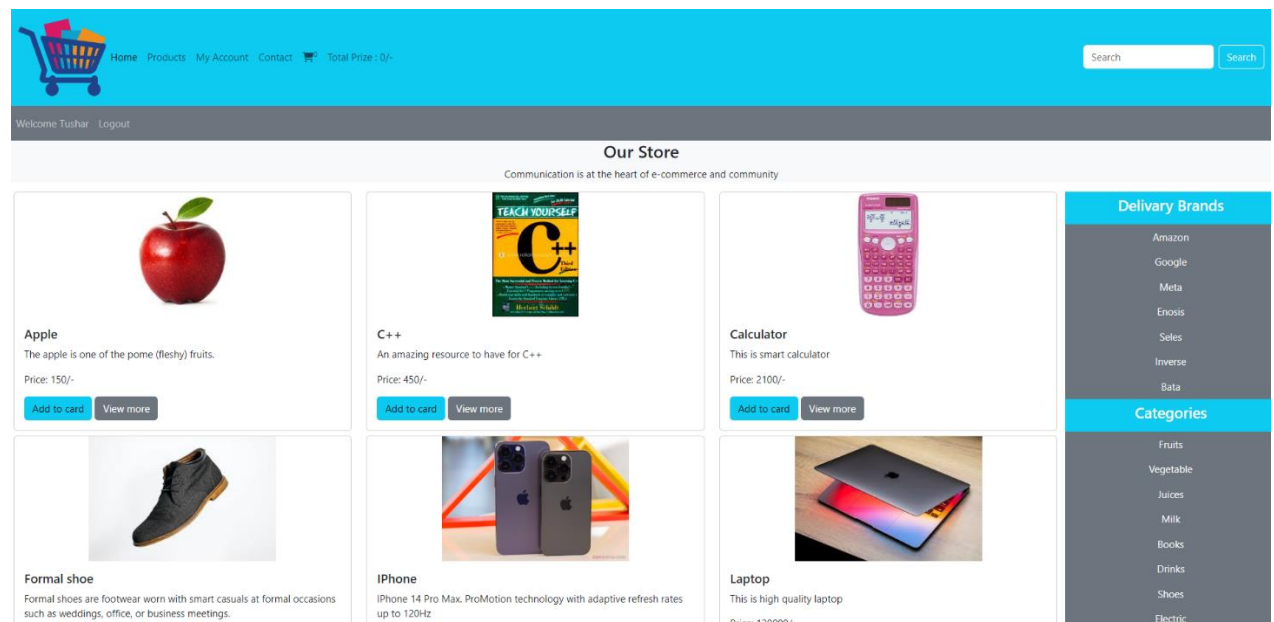 Home Products My Account Contact 0 Total Prize : 0/-
Search Search
Welcome Tushar Logout
Our Store
Communication is at the heart of e-commerce and community
TEACH YOURSELF
C++
Third
Edition
Herbert Schildt
Apple
The apple is one of the pome (fleshy) fruits.
Price: 150/-
Add to card View more
C++
An amazing resource to have for C++
Price: 450/-
Add to card View more
Calculator
This is smart calculator
Price: 2100/-
Add to card View more
Formal shoe
Formal shoes are footwear worn with smart casuals at formal occasions
such as weddings, office, or business meetings.
IPhone
IPhone 14 Pro Max. ProMotion technology with adaptive refresh rates
up to 120Hz
Laptop
This is high quality laptop
Delivary Brands
Amazon
Google
Meta
Enosis
Seles
Inverse
Bata
Categories
Fruits
Vegetable
Juices
Milk
Books
Drinks
Shoes
Electric